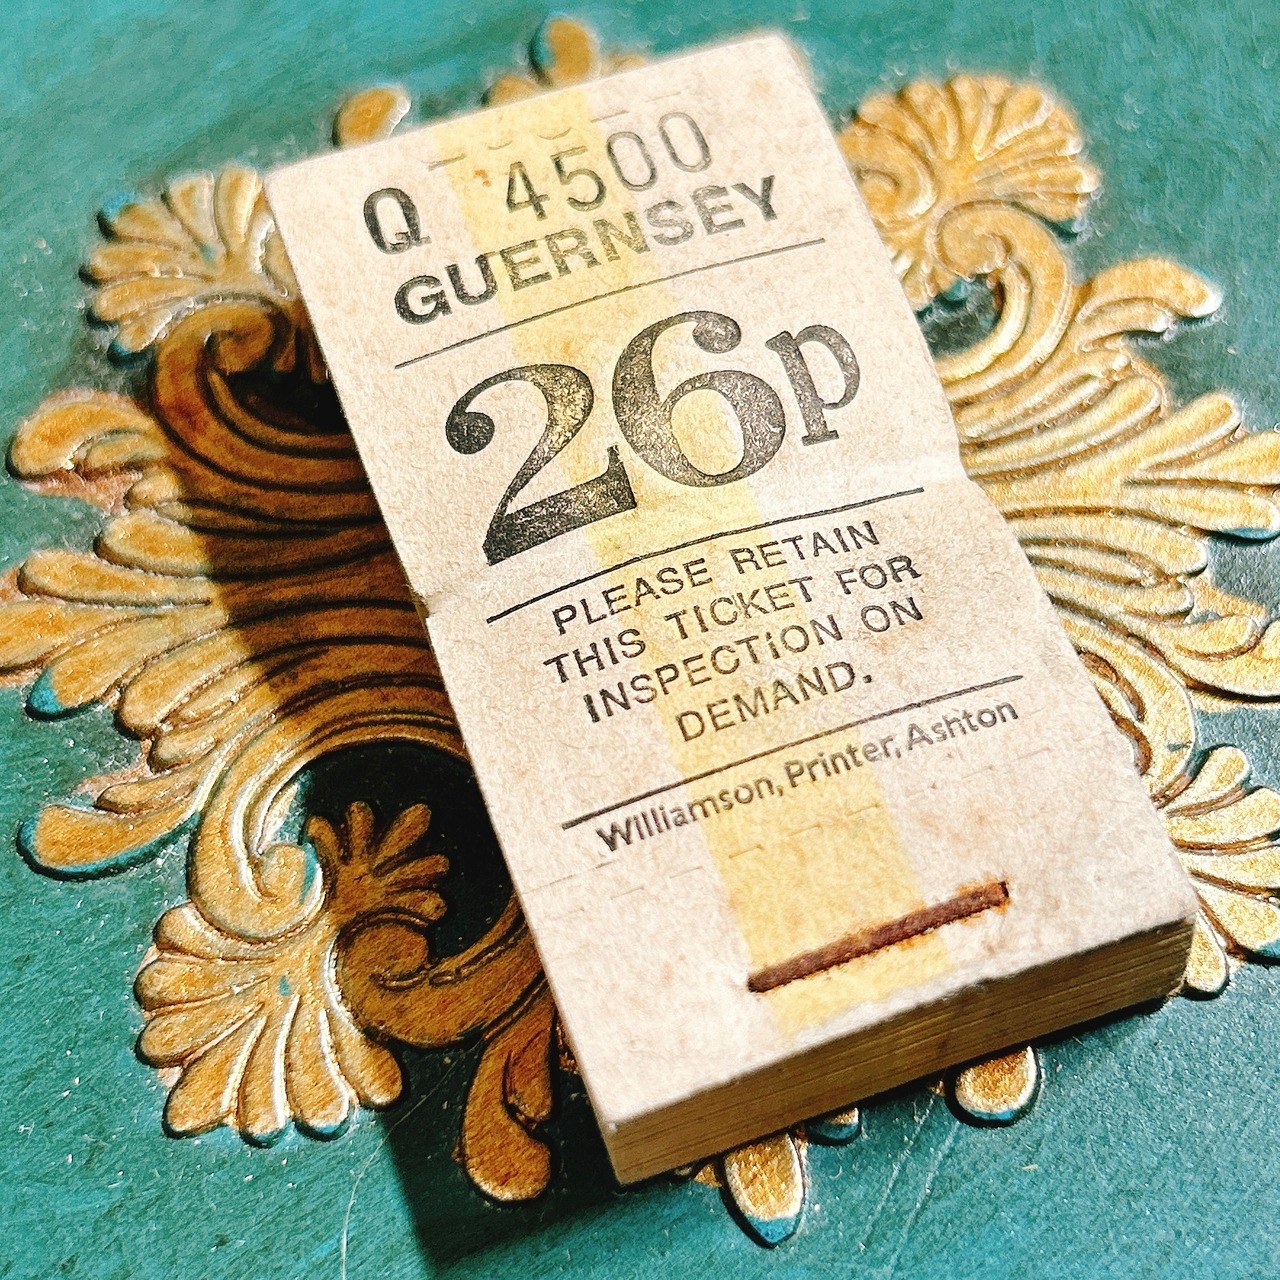 Q 4500
GUERNSEY
26p
PLEASE RETAIN
THIS TICKET FOR
INSPECTION ON
DEMAND.
Williamson, Printer, Ashton